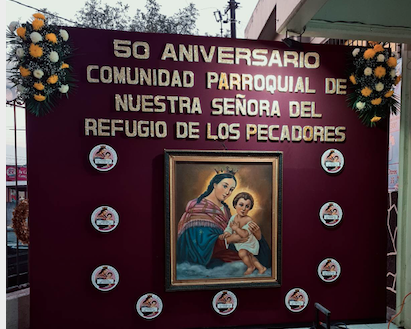 50 ANIVERSARIO
COMUNIDAD PARROQUIAL DE
NUESTRA SEÑORA DEL
REFUGIO DE LOS PECADORES